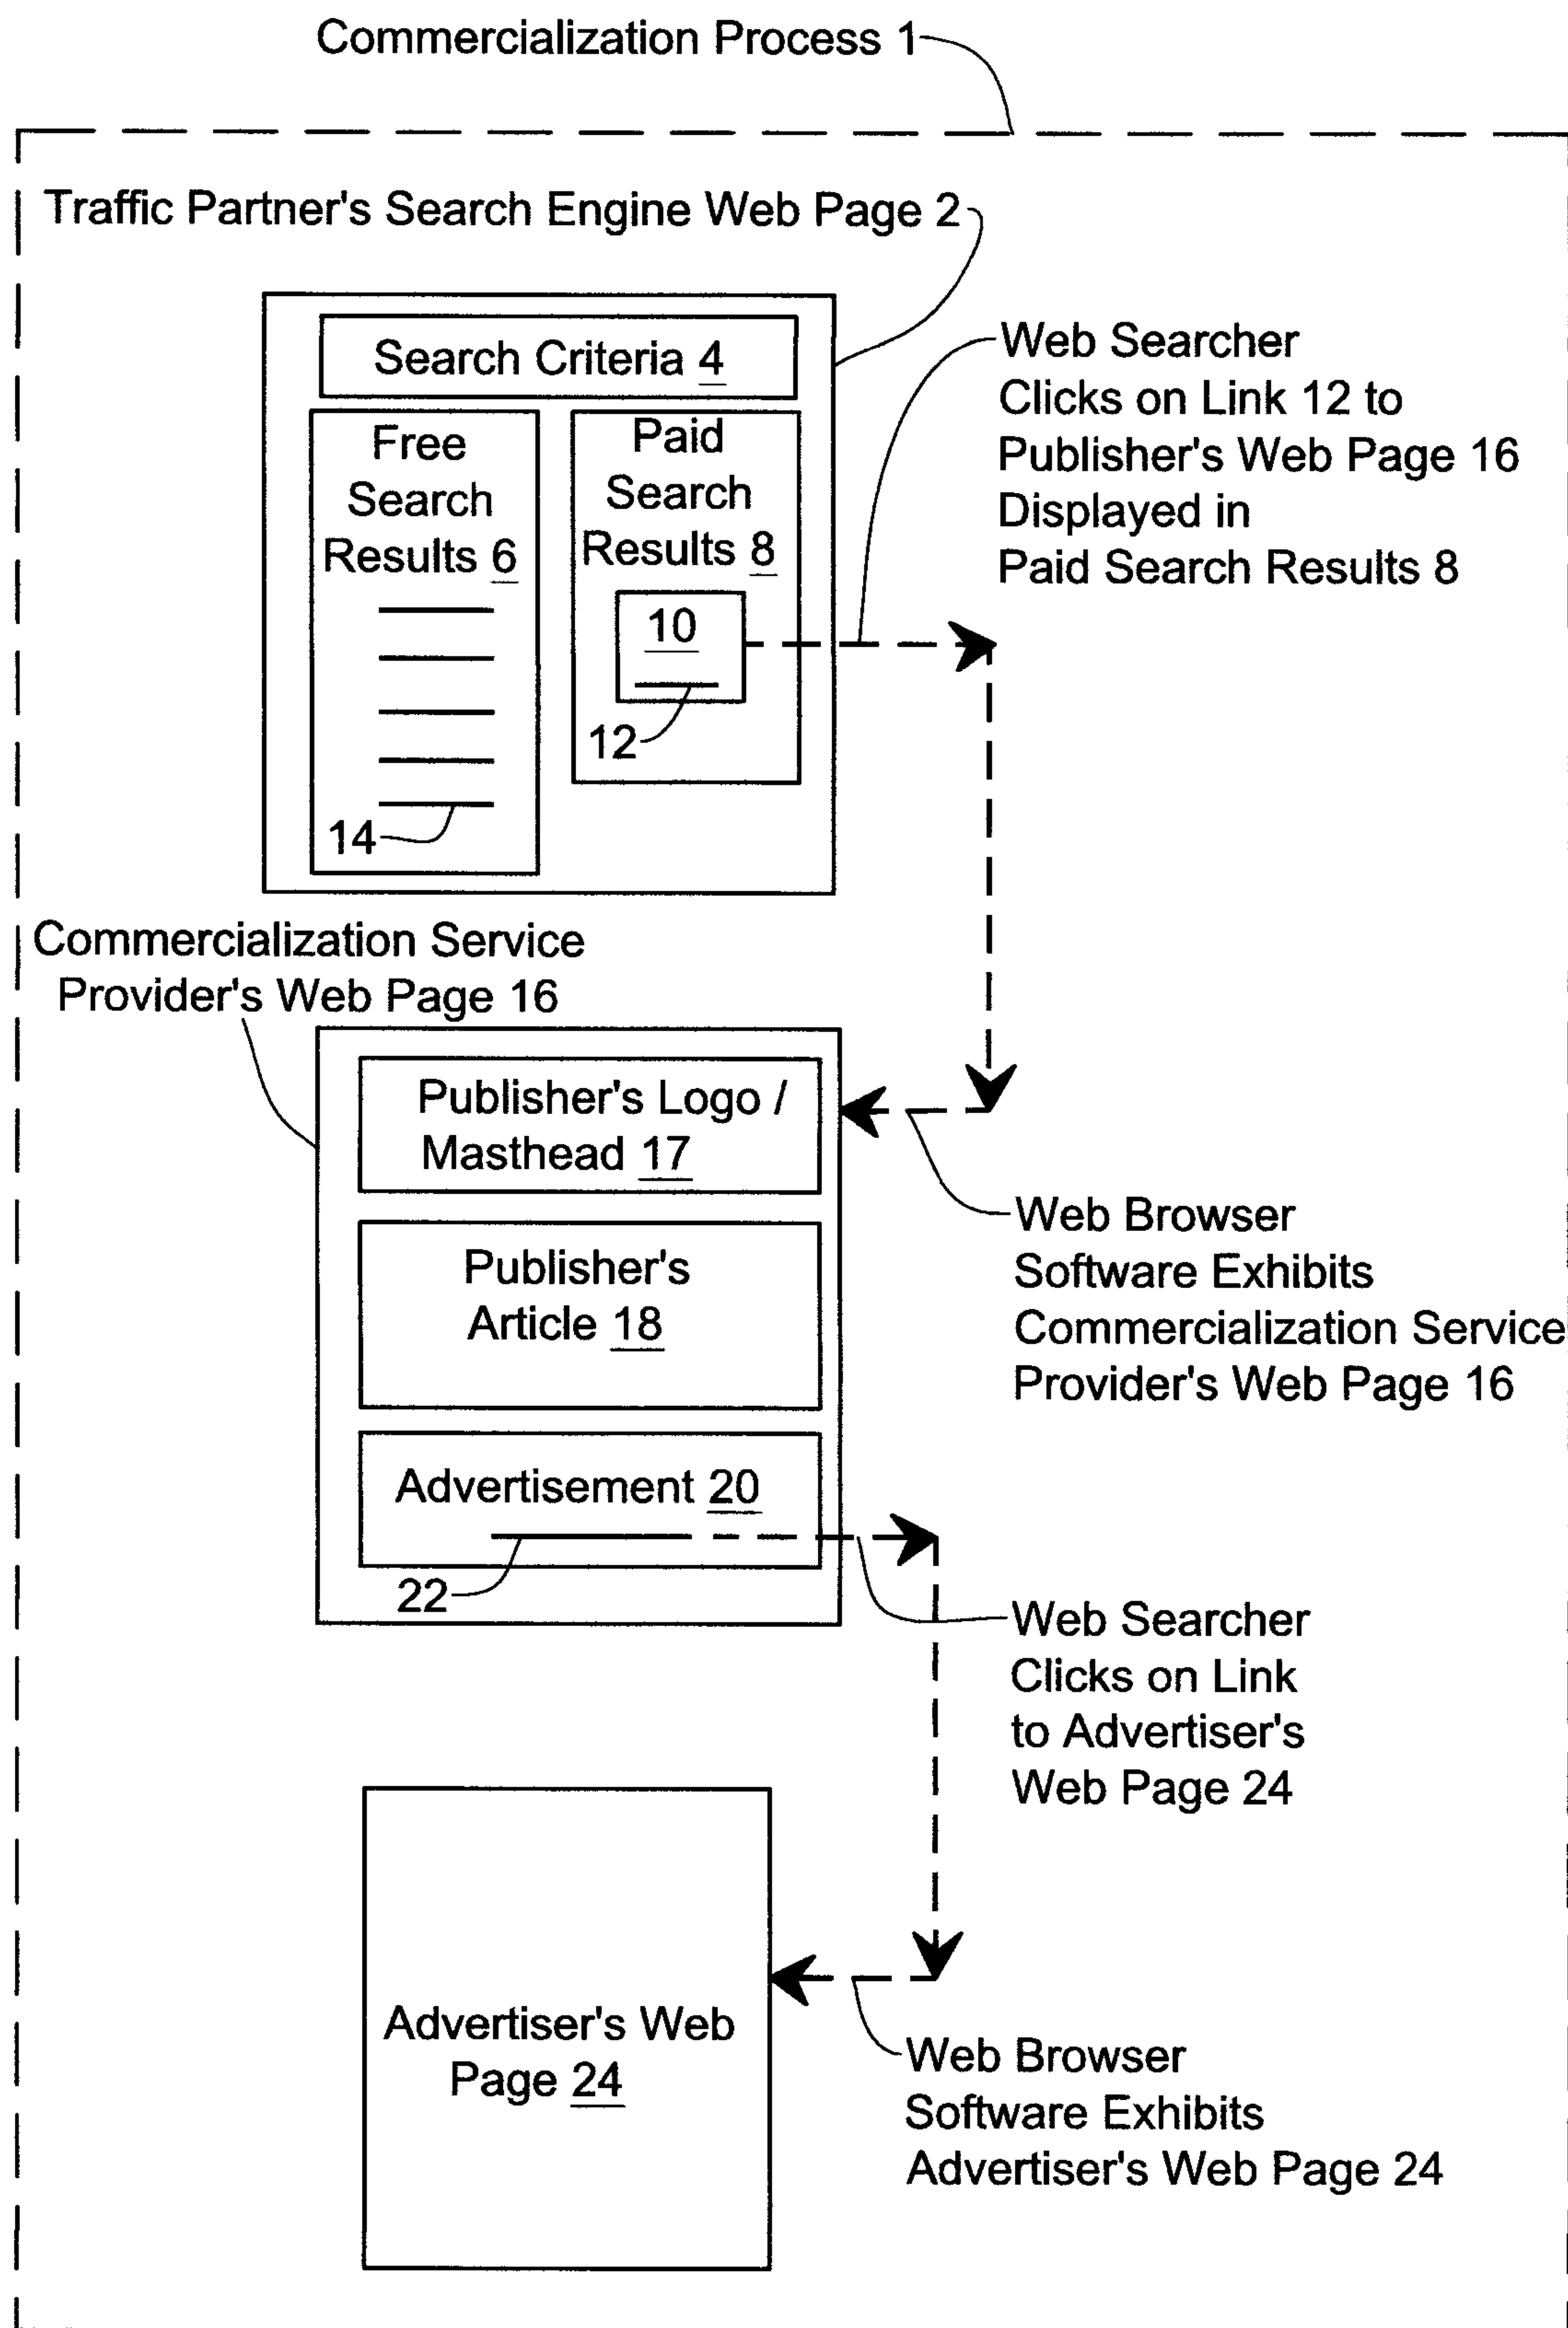 Commercialization Process 1
Traffic Partner's Search Engine Web Page 2
Search Criteria 4
Free
Search
Results 6
14
Paid
Search
Results 8
10
12
Web Searcher
Clicks on Link 12 to
Publisher's Web Page 16
Displayed in
Paid Search Results 8
Commercialization Service
Provider's Web Page 16
Publisher's Logo /
Masthead 17
Publisher's
Article 18
Advertisement 20
22
Web Browser
Software Exhibits
Commercialization Service
Provider's Web Page 16
Web Searcher
Clicks on Link
to Advertiser's
Web Page 24
Advertiser's Web
Page 24
Web Browser
Software Exhibits
Advertiser's Web Page 24